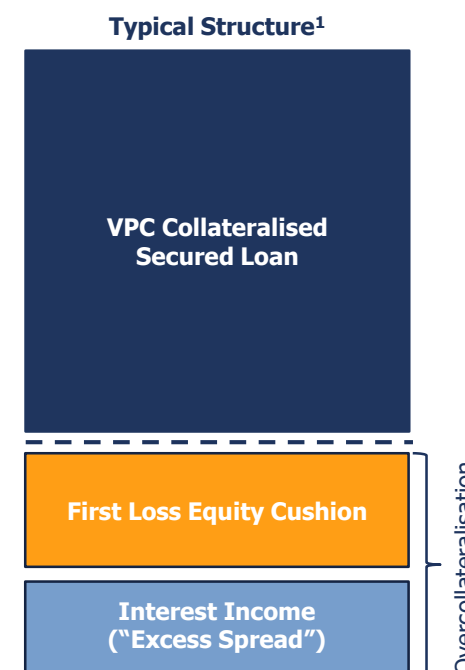 Typical Structure¹
VPC Collateralised
Secured Loan
First Loss Equity Cushion
Interest Income
(“Excess Spread”)
Overcollateralisation